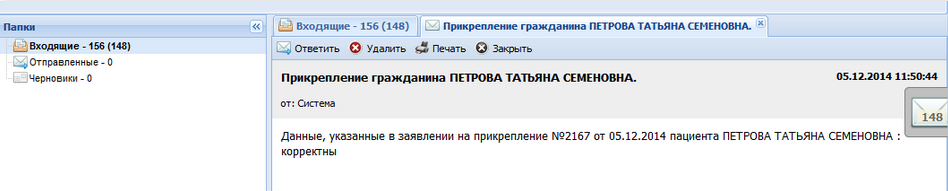 Папки
Входящие - 156 (148)
Отправленные - 0
Черновики - 0
Входящие - 156 (148)
Прикрепление гражданина ПЕТРОВА ТАТЬЯНА СЕМЕНОВНА.
Ответить Удалить Печать Закрыть
Прикрепление гражданина ПЕТРОВА ТАТЬЯНА СЕМЕНОВНА. 05.12.2014 11:50:44
от: Система
148
Данные, указанные в заявлении на прикрепление №2167 от 05.12.2014 пациента ПЕТРОВА ТАТЬЯНА СЕМЕНОВНА :
корректны